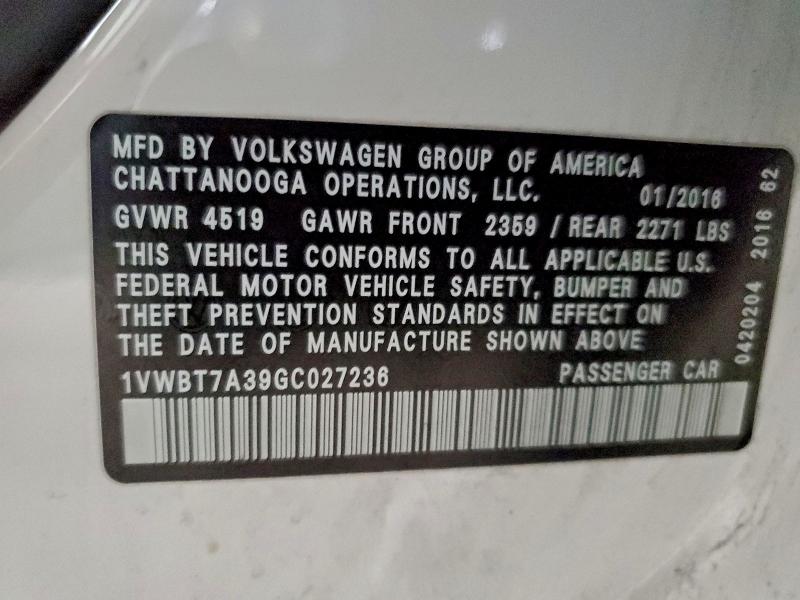 MFD BY VOLKSWAGEN GROUP OF AMERICA
CHATTANOOGA OPERATIONS, LLC. 01/2016
GVWR 4519 GAWR FRONT 2359 / REAR 2271 LBS
THIS VEHICLE CONFORMS TO ALL APPLICABLE U.S.
FEDERAL MOTOR VEHICLE SAFETY, BUMPER AND
THEFT PREVENTION STANDARDS IN EFFECT ON
THE DATE OF MANUFACTURE SHOWN ABOVE
1VWBT7A39GC027236 PASSENGER CAR
0420204 2016 62